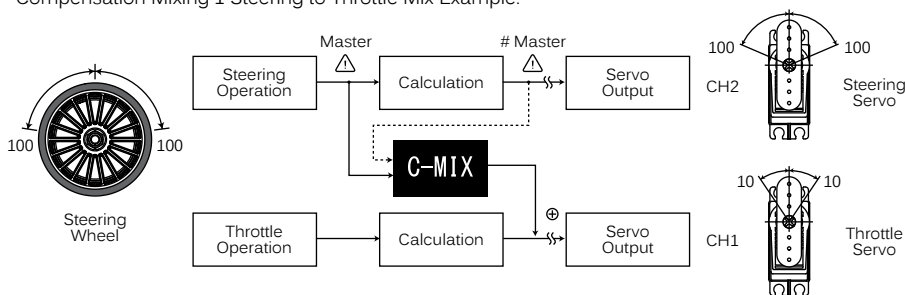 Compensation Mixing 1 Steering to Throttle Mix Example:
Master
# Master
100
100
Steering
Wheel
Steering
Operation
Calculation
Servo
Output
CH2
100
100
Steering
Servo
C-MIX
Throttle
Operation
Calculation
Servo
Output
CH1
10
10
Throttle
Servo